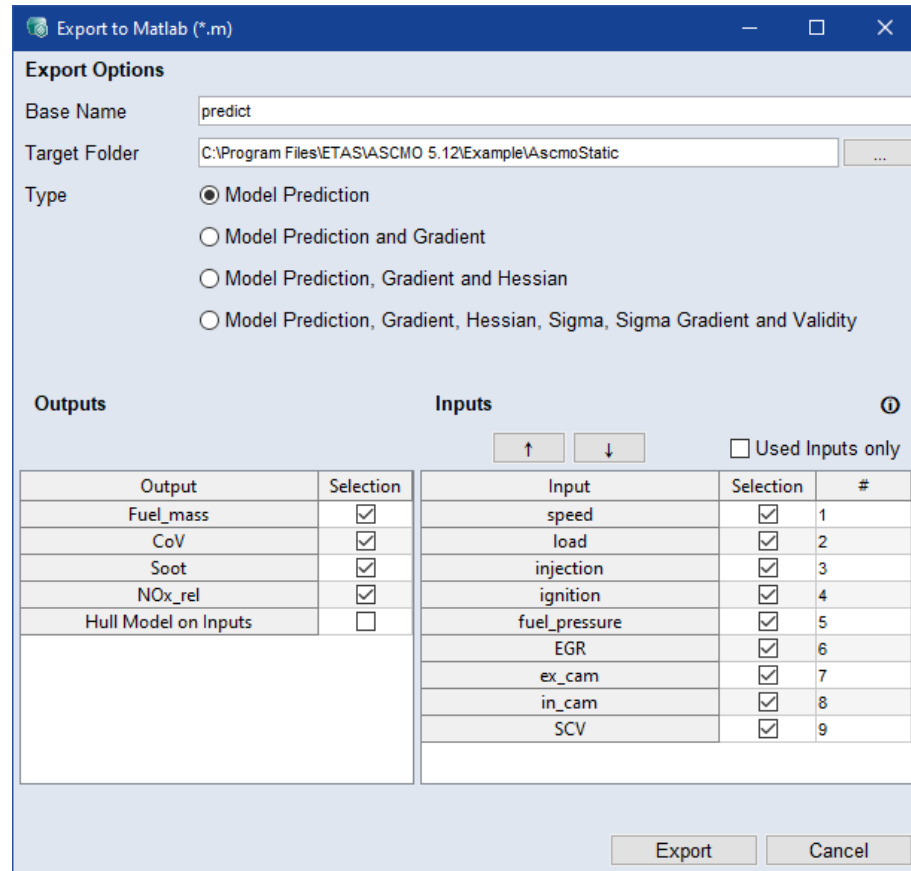 Export to Matlab (*.m)
Export Options
Base Name predict
Target Folder C:\Program Files\ETAS\ASCMO 5.12\Example\AscmoStatic ...
Type Model Prediction
Model Prediction and Gradient
Model Prediction, Gradient and Hessian
Model Prediction, Gradient, Hessian, Sigma, Sigma Gradient and Validity
Outputs Inputs
↑ ↓ Used Inputs only
Output Selection Input Selection #
Fuel_mass speed 1
CoV load 2
Soot injection 3
NOx_rel ignition 4
Hull Model on Inputs fuel_pressure 5
EGR 6
ex_cam 7
in_cam 8
SCV 9
Export Cancel